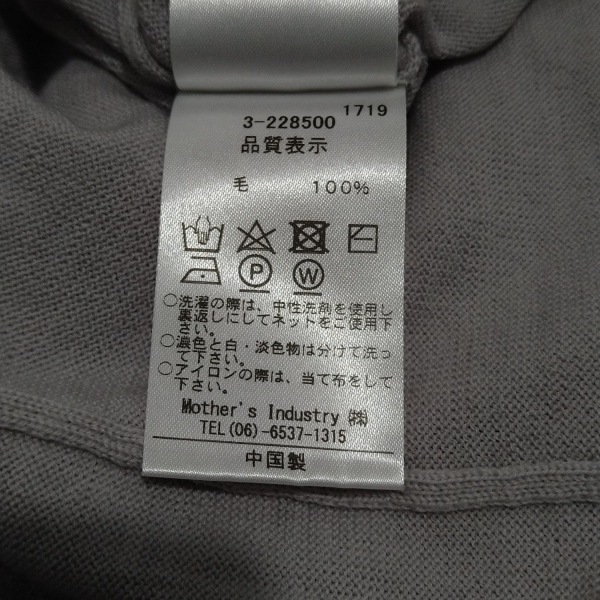 1719
3-228500
品質表示
毛 100%
P W
○洗濯の際は、中性洗剤を使用し
裏返しにしてネットをご使用下
さい。
○濃色と白・淡色物は分けて洗っ
て下さい。
○アイロンの際は、当て布をして
下さい。
Mother's Industry ㈱
TEL(06)-6537-1315
中国製